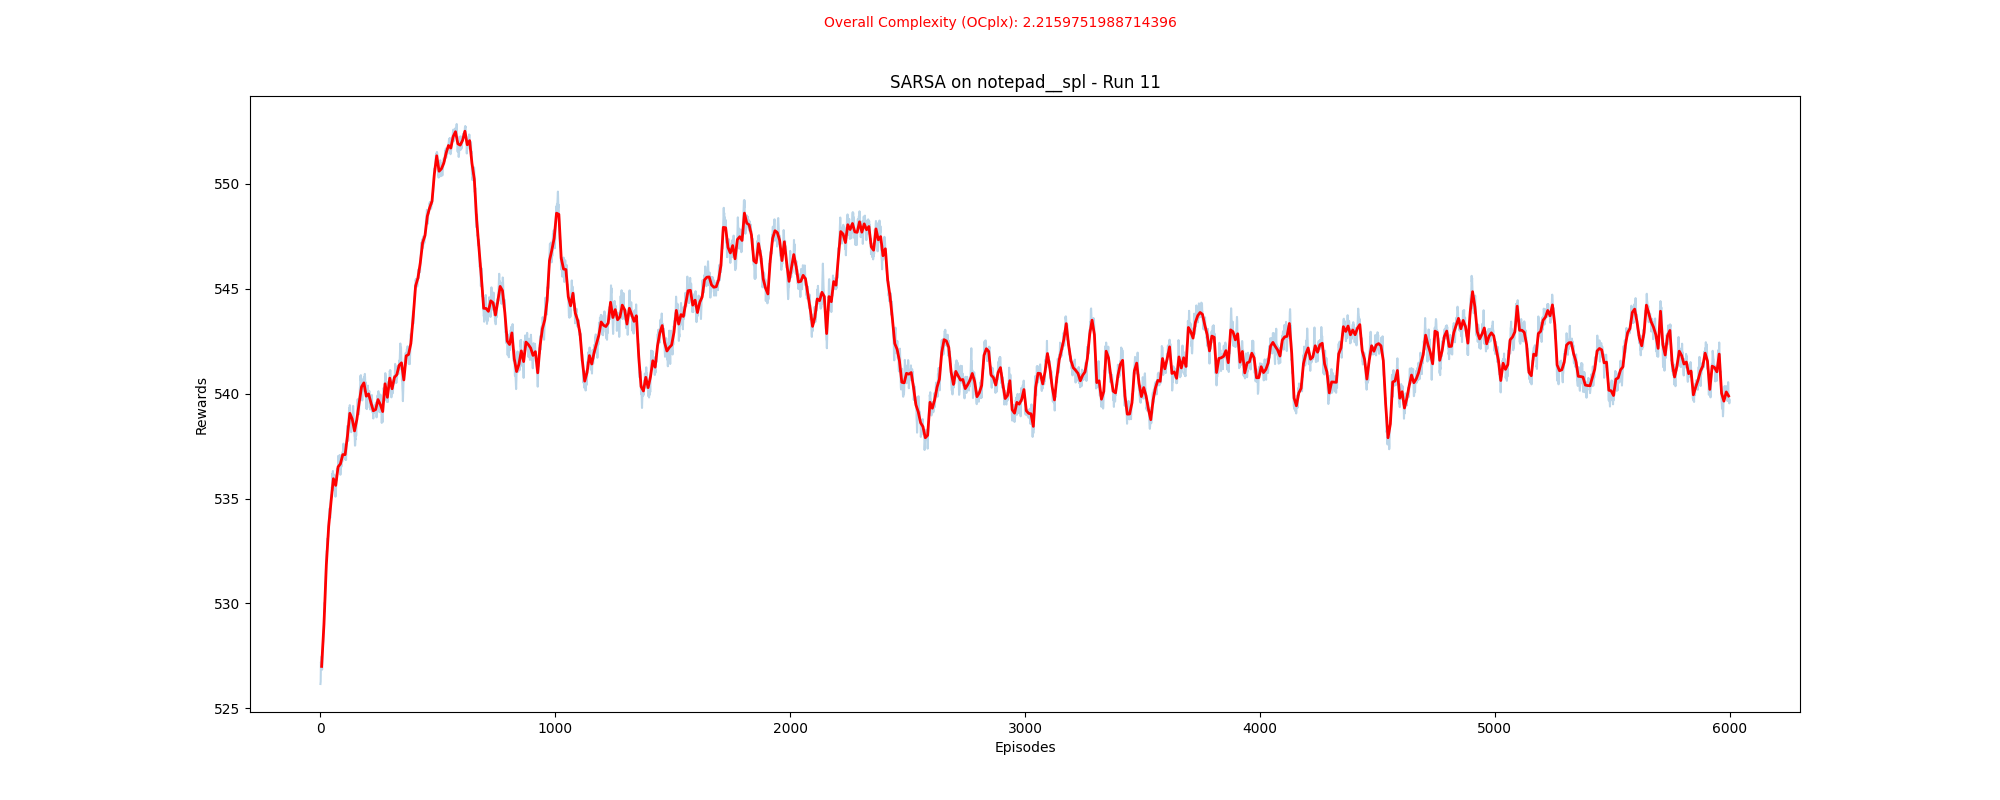 Overall Complexity (OCplx): 2.2159751988714396
SARSA on notepad__spl - Run 11
Rewards
550
545
540
535
530
525
0 1000 2000 3000 4000 5000 6000
Episodes